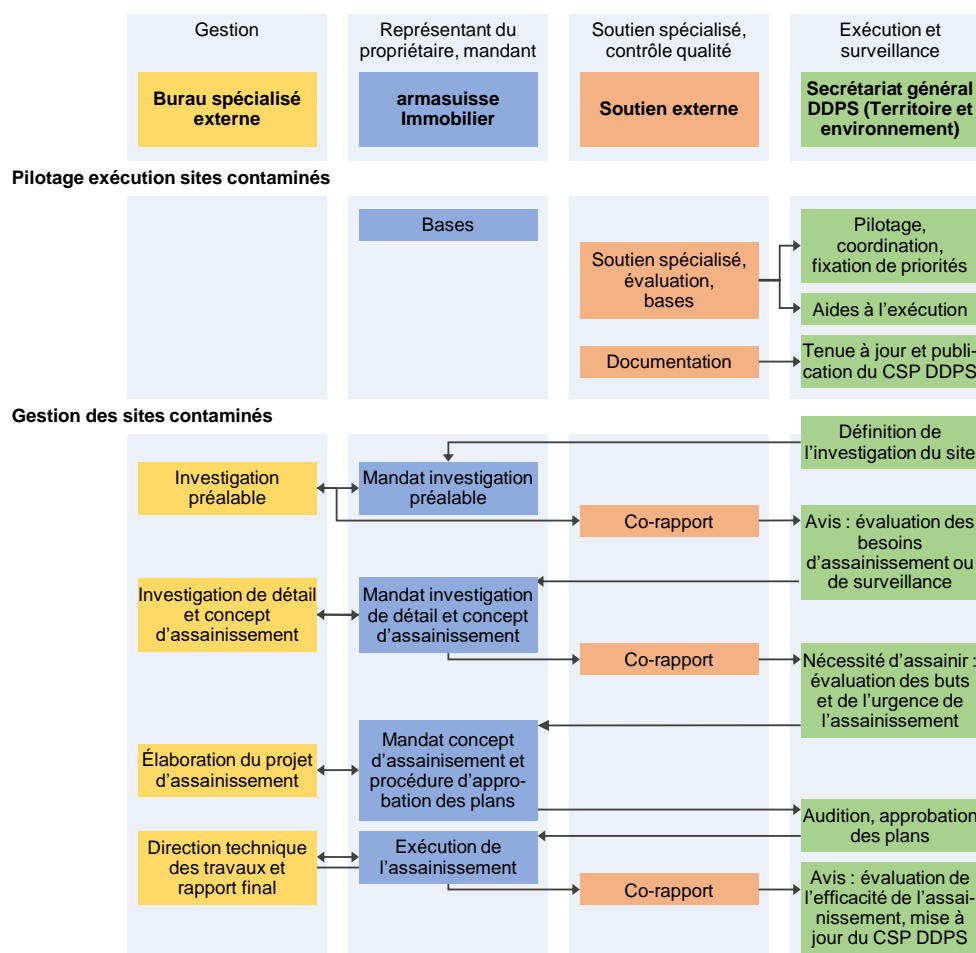 Gestion
Représentant du
propriétaire, mandant
Soutien spécialisé,
contrôle qualité
Exécution et
surveillance
Burau spécialisé
externe
armasuisse
Immobilier
Soutien externe
Secrétariat général
DDPS (Territoire et
environnement)
Pilotage exécution sites contaminés
Bases
Soutien spécialisé,
évaluation,
bases
Pilotage,
coordination,
fixation de priorités
Aides à l'exécution
Documentation
Tenue à jour et publi-
cation du CSP DDPS
Gestion des sites contaminés
Définition de
l'investigation du site
Investigation
préalable
Mandat investigation
préalable
Co-rapport
Avis : évaluation des
besoins
d'assainissement ou
de surveillance
Investigation de détail
et concept
d'assainissement
Mandat investigation
de détail et concept
d'assainissement
Co-rapport
Nécessité d'assainir :
évaluation des buts
et de l'urgence de
l'assainissement
Élaboration du projet
d'assainissement
Mandat concept
d'assainisement et
procédure d'appro-
bation des plans
Audition, approbation
des plans
Direction technique
des travaux et
rapport final
Exécution de
l'assainissement
Co-rapport
Avis : évaluation de
l'efficacité de l'assai-
nissement, mise à
jour du CSP DDPS